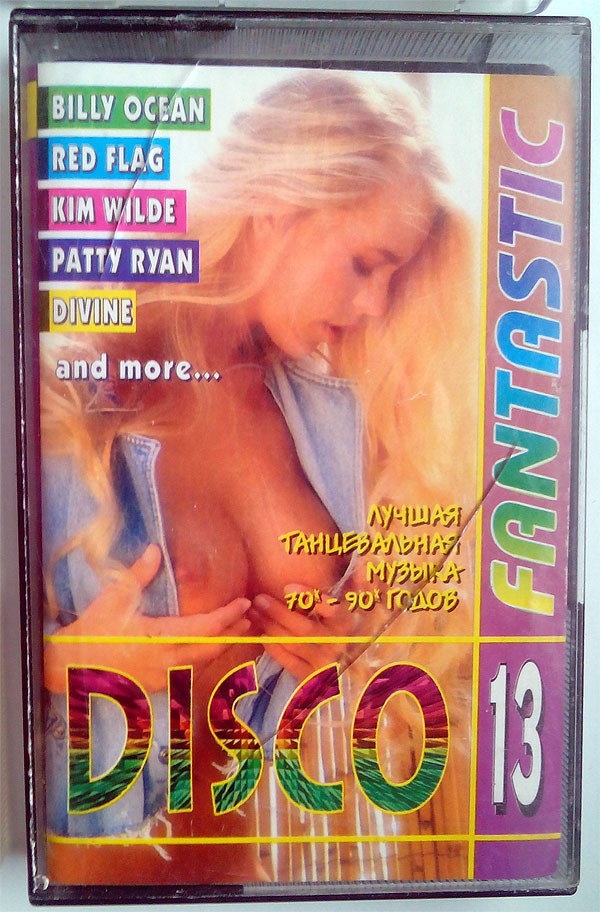 BILLY OCEAN
RED FLAG
KIM WILDE
PATTY RYAN
DIVINE
and more...
ЛУЧШАЯ
ТАНЦЕВАЛЬНАЯ
МУЗЫКА
70х - 90х ГОДОВ
DISCO
FANTASTIC
13